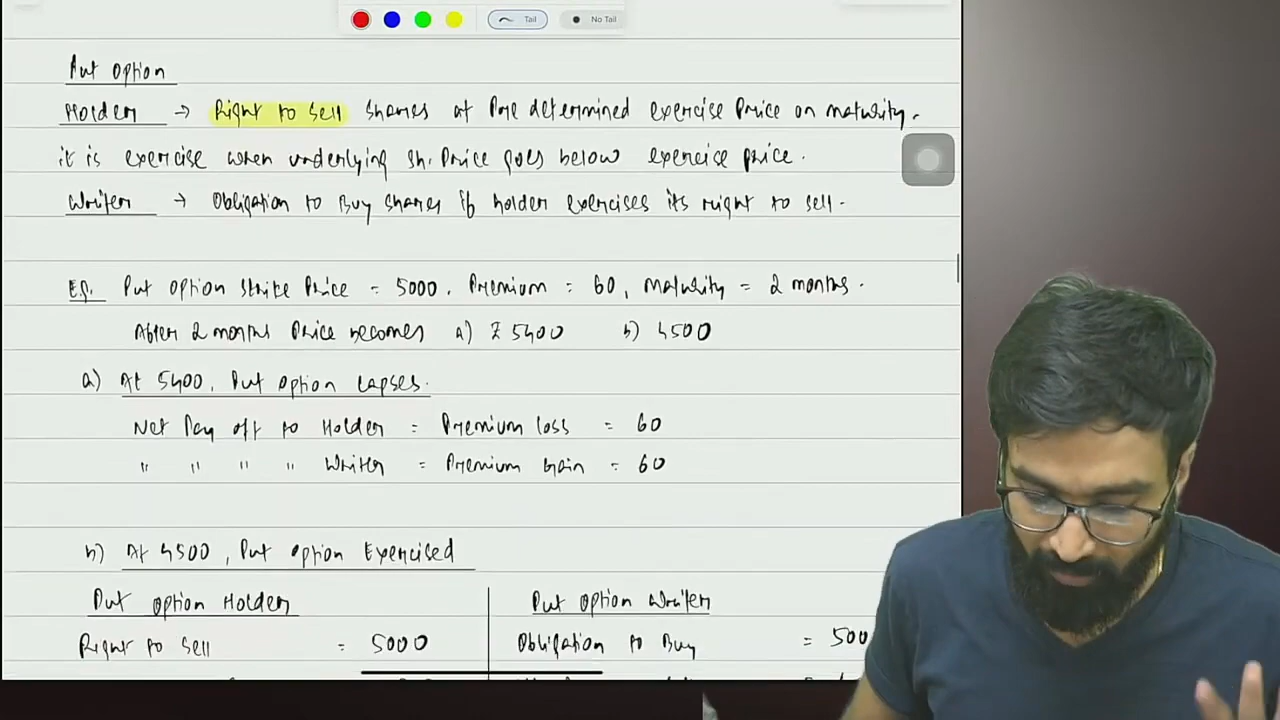 Tail
No Tail
Put Option
Holder → Right to Sell shares at Pre determined exercise Price on maturity.
it is exercise when underlying sh. Price goes below exercise price.
Writer → Obligation to Buy shares if holder exercises its right to sell.
E.g. Put Option Strike Price = 5000, Premium = 60, maturity = 2 months.
After 2 months Price becomes a) ₹ 5400 b) 4500
a) At 5400, Put Option Lapses.
Net Pay off to Holder = Premium loss = 60
" " " " Writer = Premium Gain = 60
b) At 4500, Put Option Exercised
Put Option Holder
Put Option Writer
Right to Sell = 5000
Obligation to Buy = 500